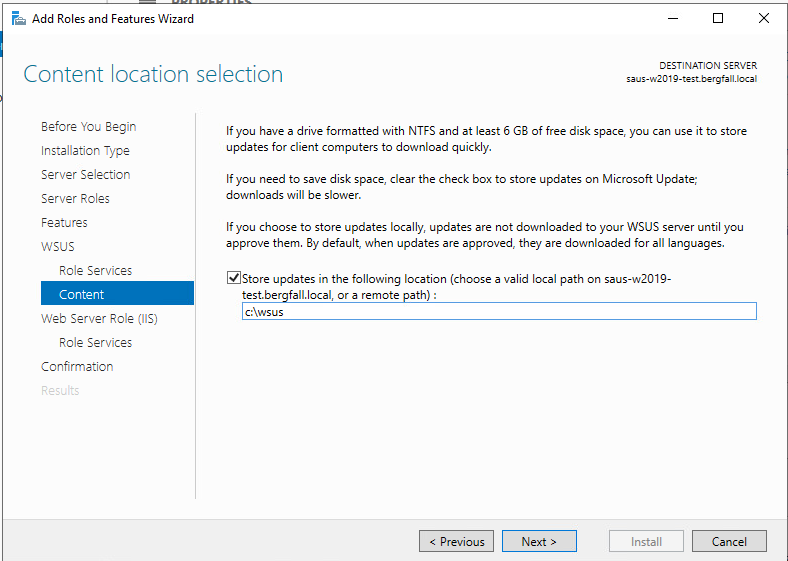 PROPERTIES
Add Roles and Features Wizard
Content location selection
DESTINATION SERVER
saus-w2019-test.bergfall.local
Before You Begin
Installation Type
Server Selection
Server Roles
Features
WSUS
Role Services
Content
Web Server Role (IIS)
Role Services
Confirmation
Results
If you have a drive formatted with NTFS and at least 6 GB of free disk space, you can use it to store
updates for client computers to download quickly.
If you need to save disk space, clear the check box to store updates on Microsoft Update;
downloads will be slower.
If you choose to store updates locally, updates are not downloaded to your WSUS server until you
approve them. By default, when updates are approved, they are downloaded for all languages.
Store updates in the following location (choose a valid local path on saus-w2019-
test.bergfall.local, or a remote path) :
c:\wsus
< Previous
Next >
Install
Cancel